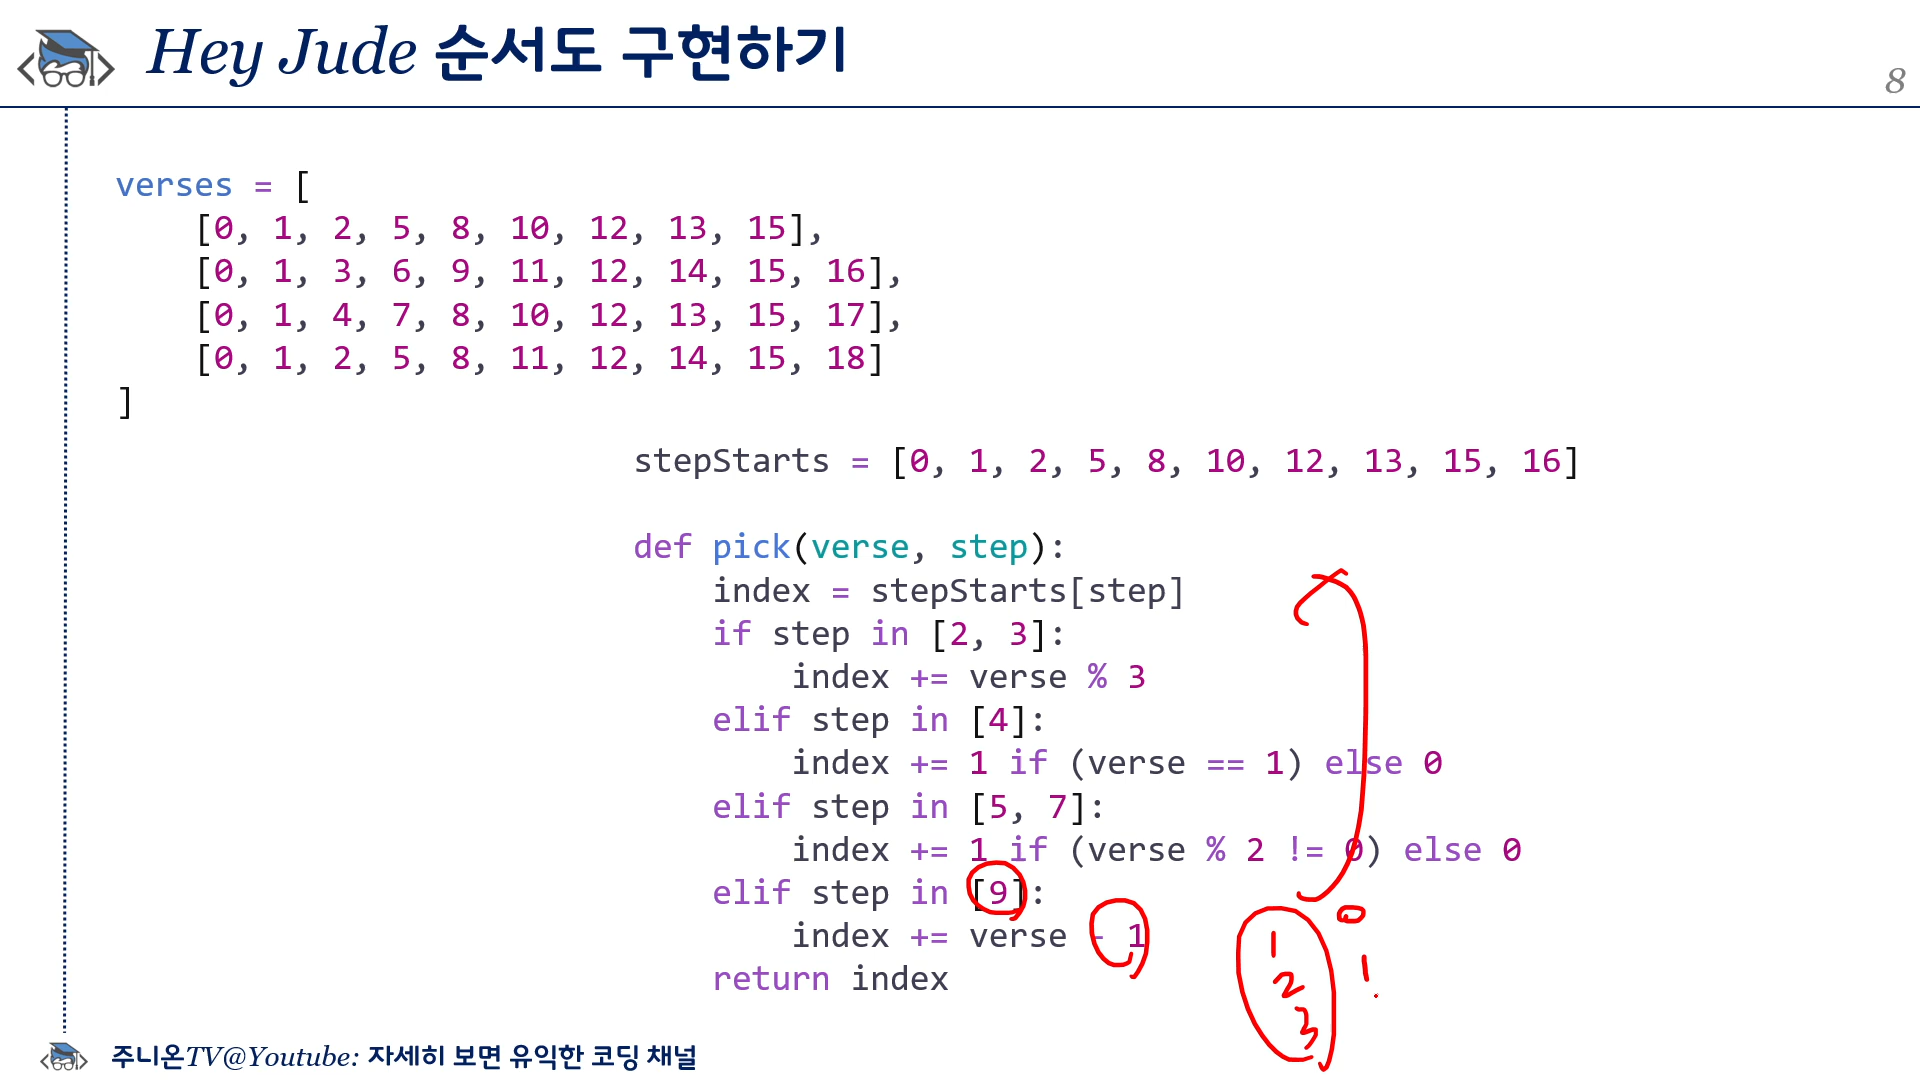 Hey Jude 순서도 구현하기
8
verses = [
    [0, 1, 2, 5, 8, 10, 12, 13, 15],
    [0, 1, 3, 6, 9, 11, 12, 14, 15, 16],
    [0, 1, 4, 7, 8, 10, 12, 13, 15, 17],
    [0, 1, 2, 5, 8, 11, 12, 14, 15, 18]
]
stepStarts = [0, 1, 2, 5, 8, 10, 12, 13, 15, 16]
def pick(verse, step):
    index = stepStarts[step]
    if step in [2, 3]:
        index += verse % 3
    elif step in [4]:
        index += 1 if (verse == 1) else 0
    elif step in [5, 7]:
        index += 1 if (verse % 2 != 0) else 0
    elif step in [9]:
        index += verse - 1
    return index
0
1 1
2
3
주니온TV@Youtube: 자세히 보면 유익한 코딩 채널